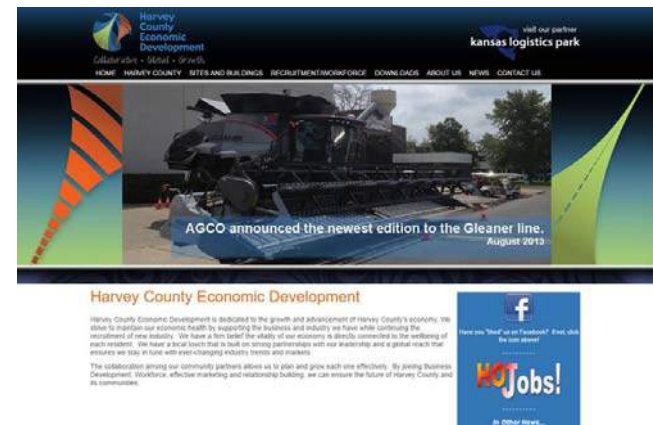 Harvey
County
Economic
Development
Collaborative • Global • Growth
visit our partner
kansas logistics park
HOME HARVEY COUNTY SITES AND BUILDINGS RECRUITMENT/WORKFORCE DOWNLOADS ABOUT US NEWS CONTACT US
GLEANER
AGCO announced the newest edition to the Gleaner line.
August 2013
Harvey County Economic Development
Harvey County Economic Development is dedicated to the growth and advancement of Harvey County's economy. We
strive to maintain our economic health by supporting the business and industry we have while continuing the
recruitment of new industry. We have a firm belief the vitality of our economy is directly connected to the wellbeing of
each resident. We have a local touch that is built on strong partnerships with our leadership and a global reach that
ensures we stay in tune with ever-changing industry trends and markets.
The collaboration among our community partners allows us to plan and grow each one effectively. By joining Business
Development, Workforce, effective marketing and relationship building, we can ensure the future of Harvey County and
its communities.
f
Have you "liked" us on Facebook? If not, click
the icon above!
HOT Jobs!
In Other News...